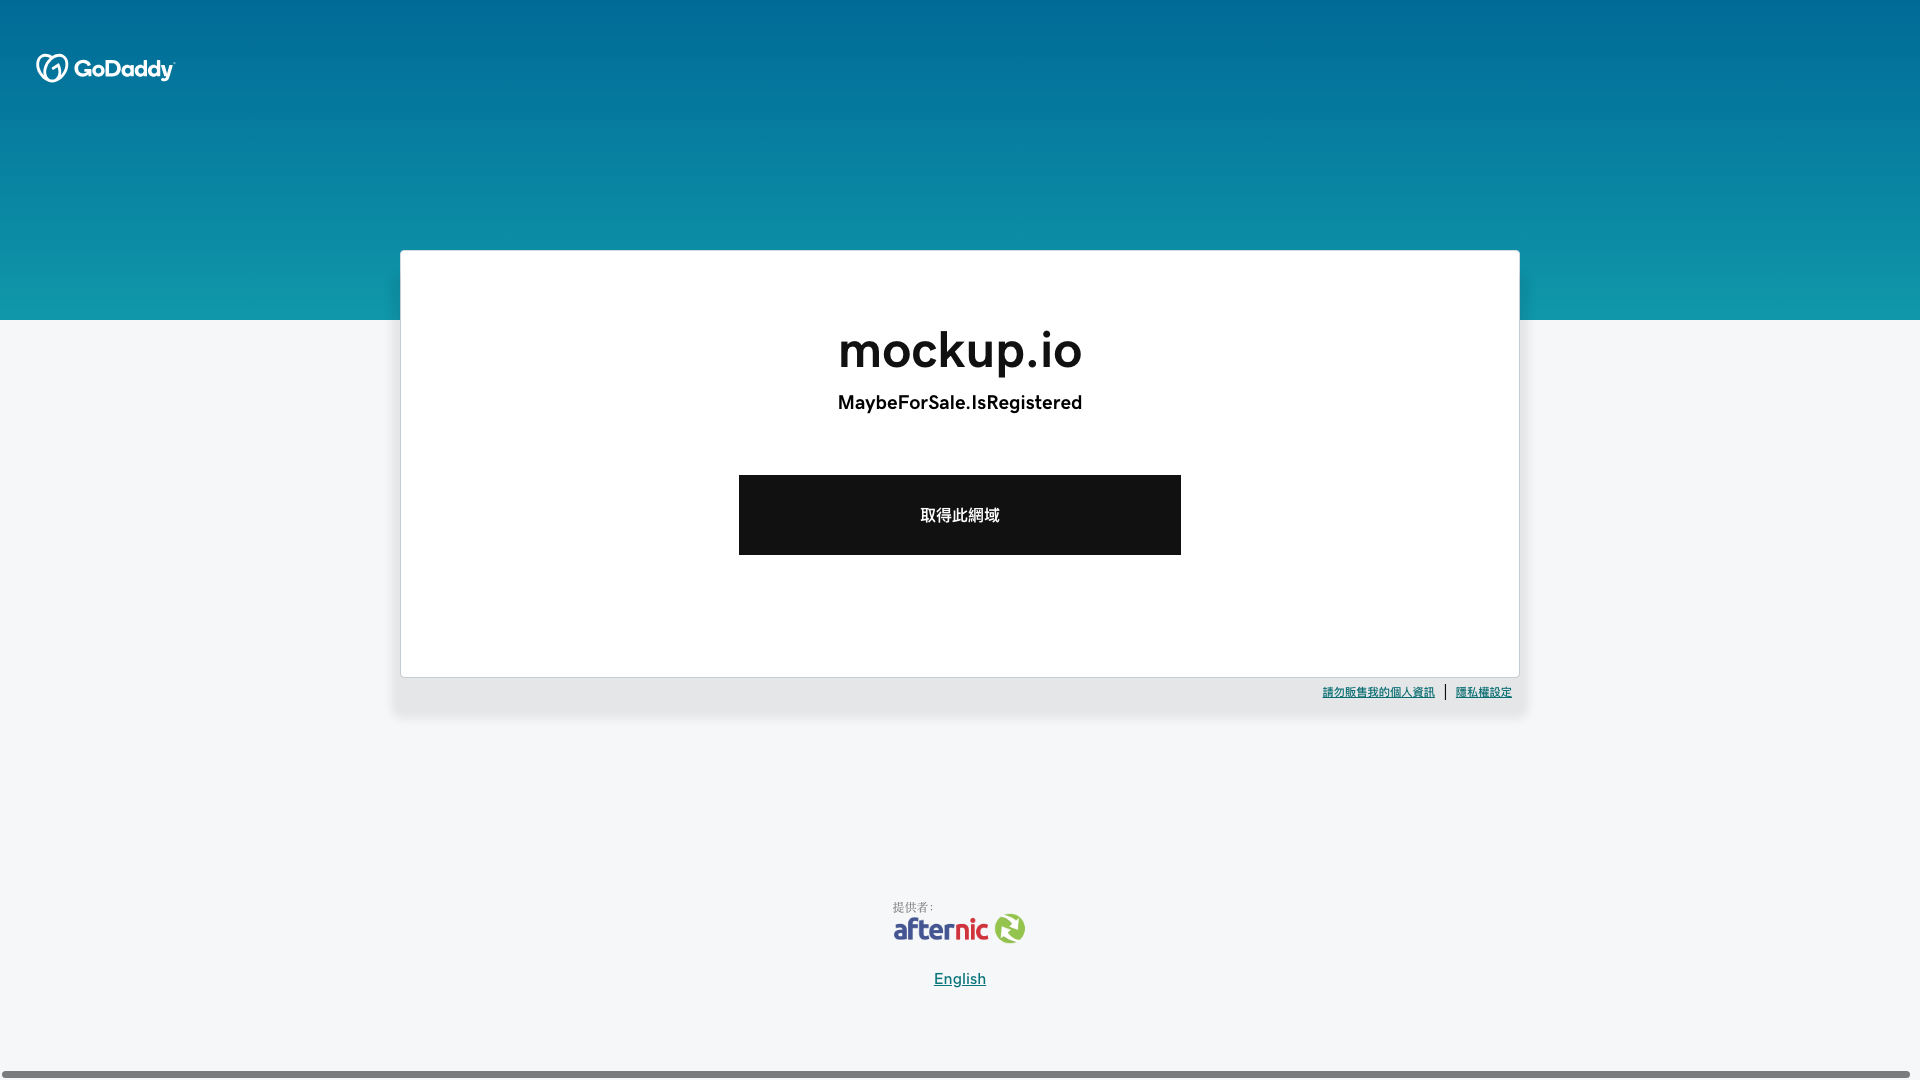 GoDaddy
mockup.io
MaybeForSale.IsRegistered
取得此網域
請勿販售我的個人資訊 | 隱私權設定
提供者：
afternic
English